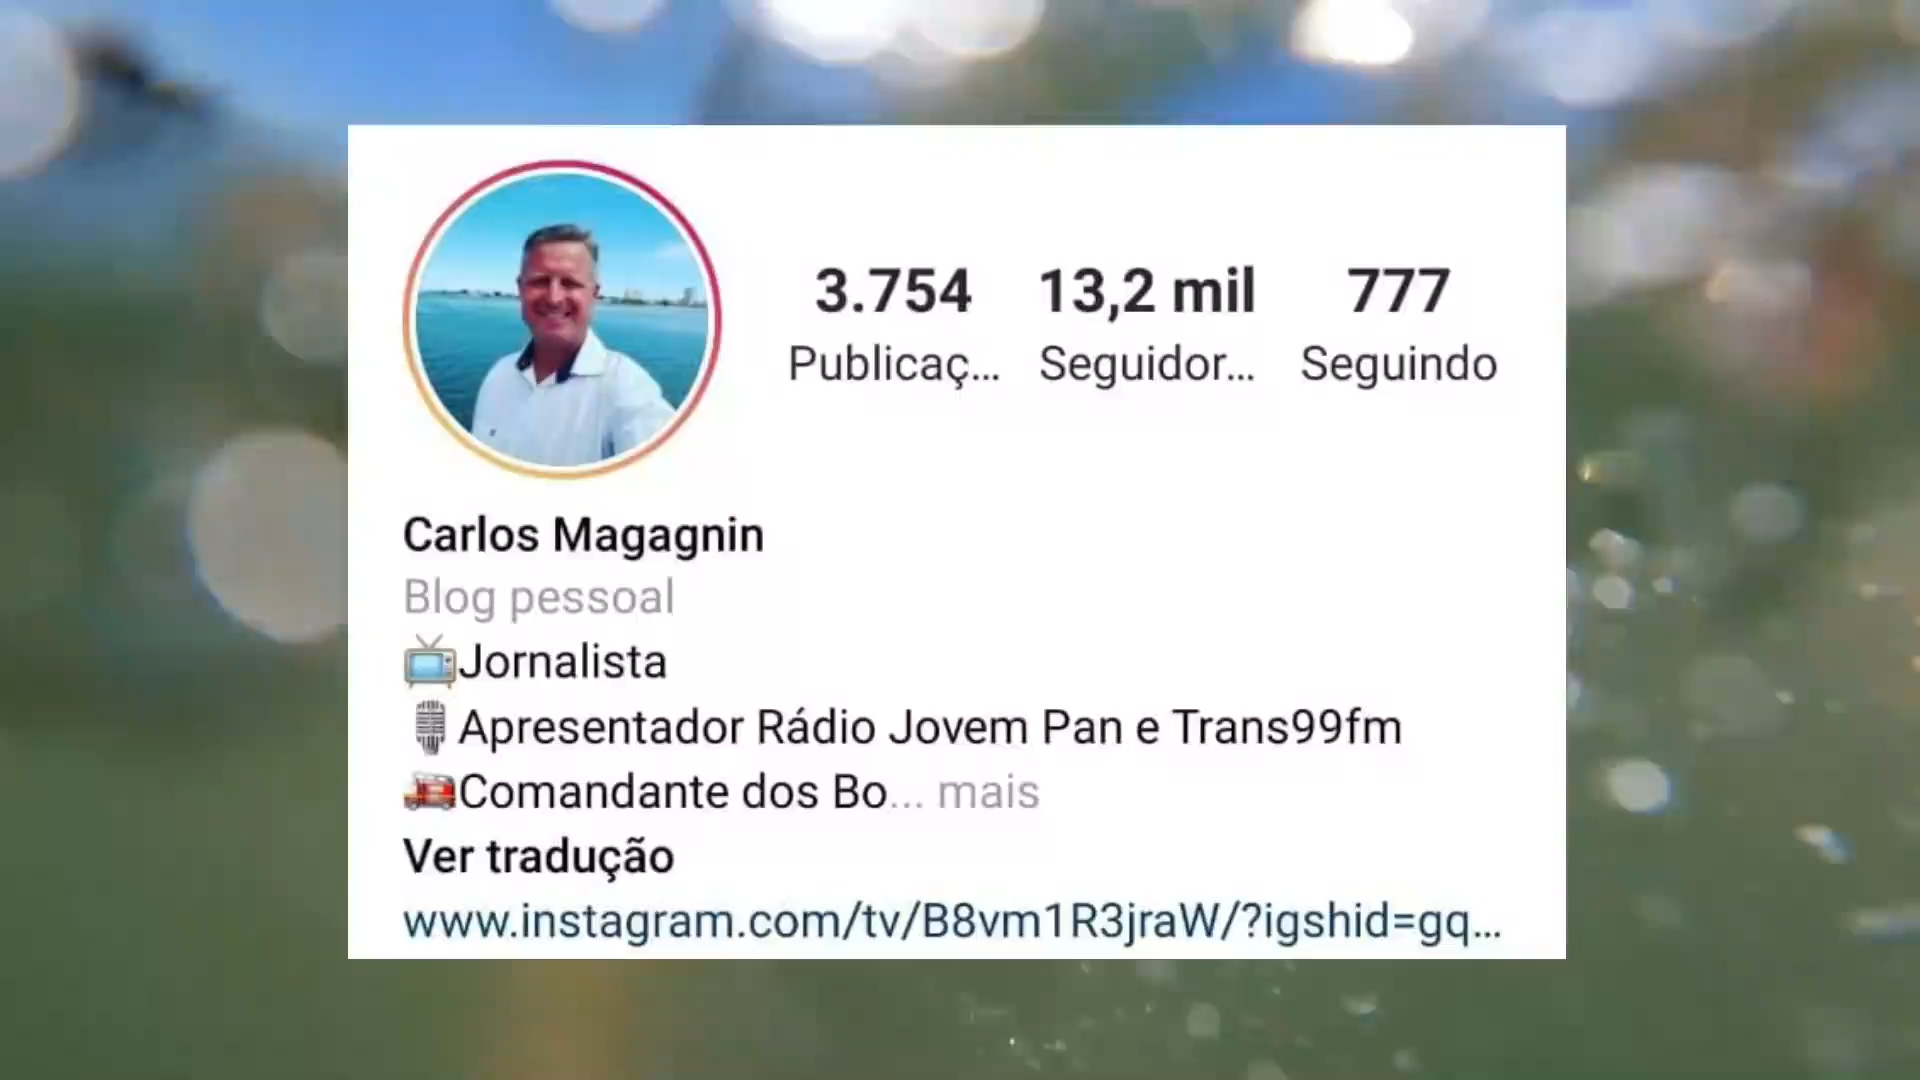 3.754 13,2 mil 777
Publicaç... Seguidor... Seguindo
Carlos Magagnin
Blog pessoal
📺Jornalista
🎙Apresentador Rádio Jovem Pan e Trans99fm
🚒Comandante dos Bo... mais
Ver tradução
www.instagram.com/tv/B8vm1R3jraW/?igshid=gq...